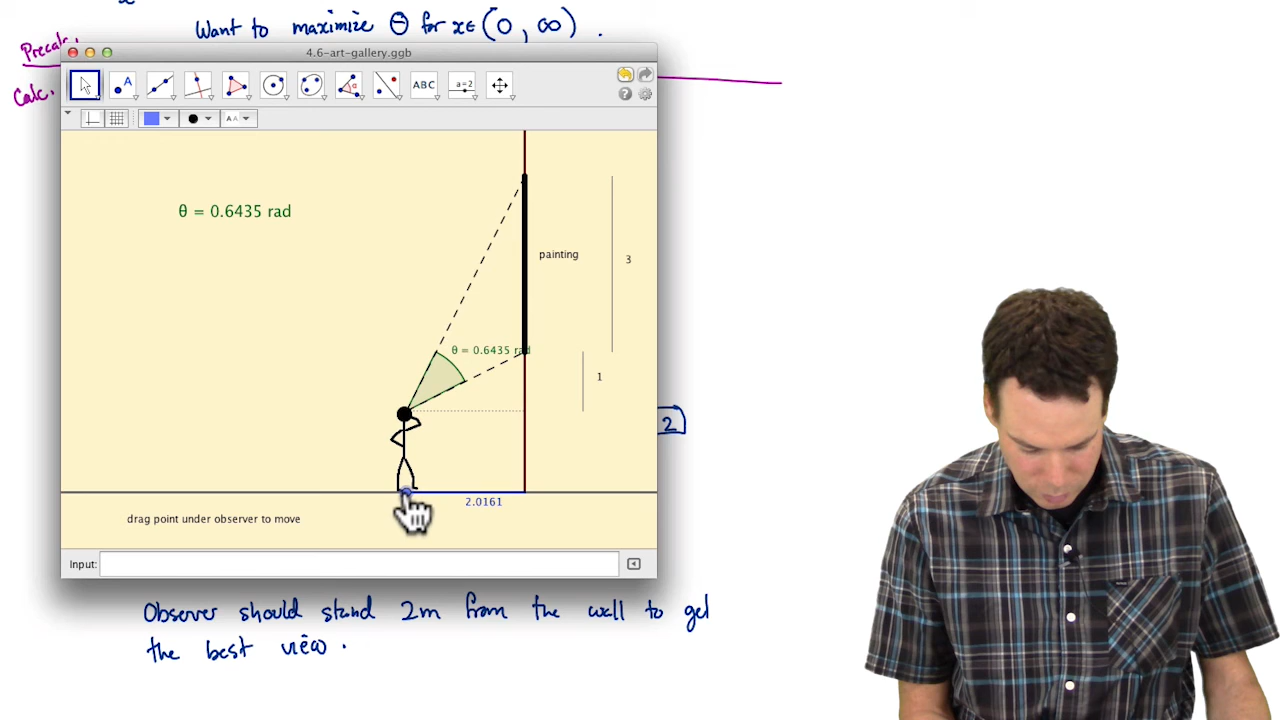 Want to maximize θ for x∈(0, ∞).
Precalc.
Calc.
4.6-art-gallery.ggb
A
α
ABC
a=2
A A
θ = 0.6435 rad
painting
3
θ = 0.6435 rad
1
2
2.0161
drag point under observer to move
Input:
Observer should stand 2m from the wall to get
the best view.